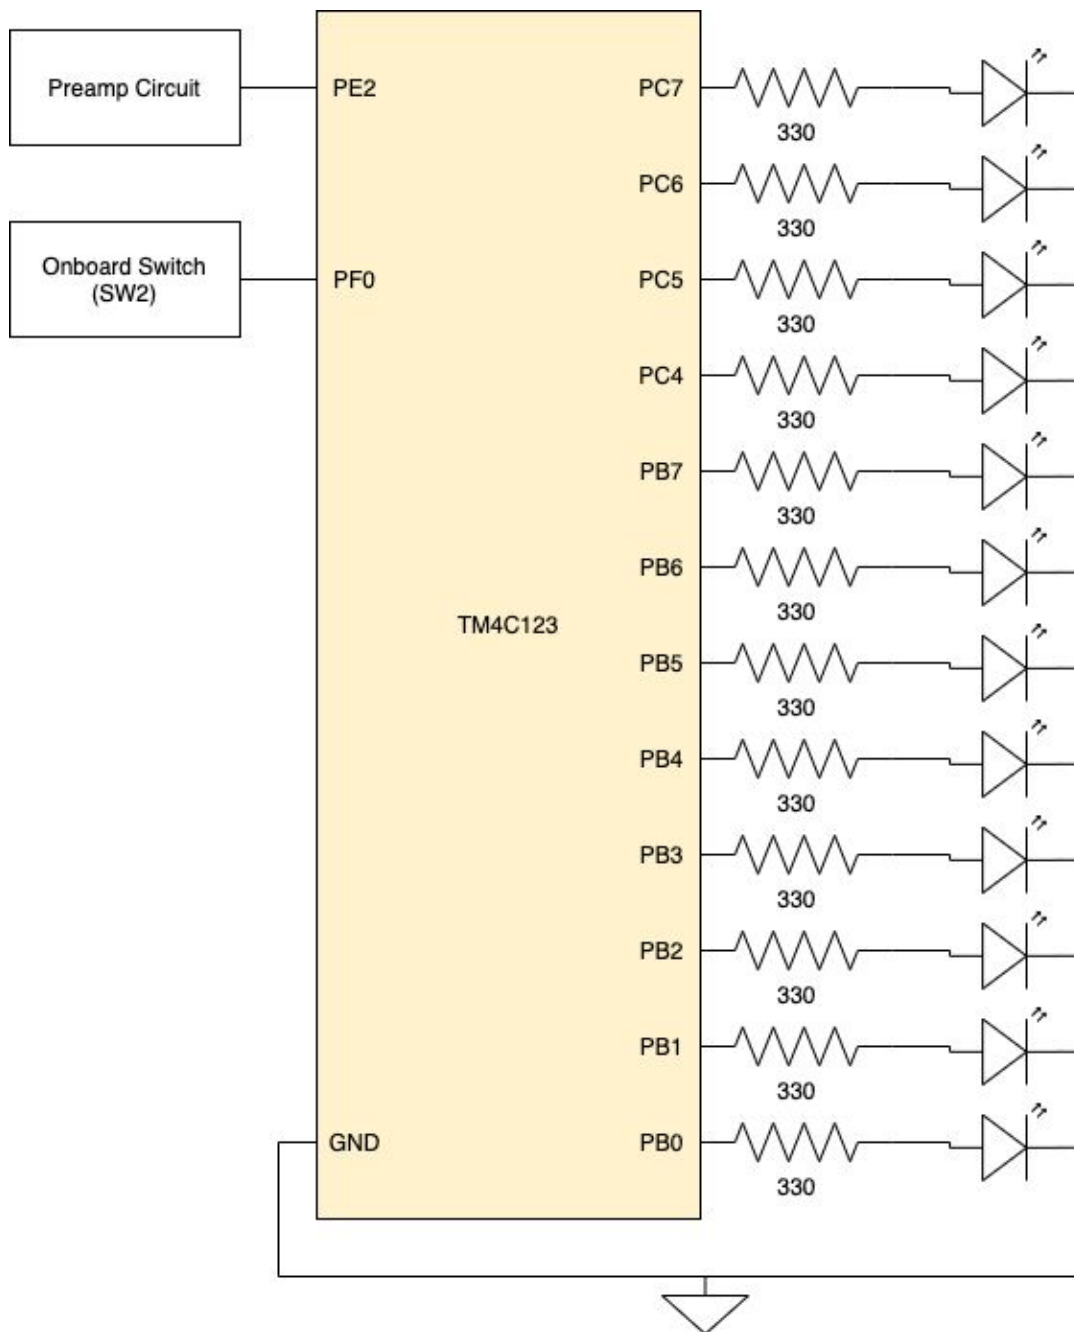 Preamp Circuit
PE2
PC7
330
PC6
330
Onboard Switch
(SW2)
PF0
PC5
330
PC4
330
PB7
330
PB6
330
TM4C123
PB5
330
PB4
330
PB3
330
PB2
330
PB1
330
GND
PB0
330